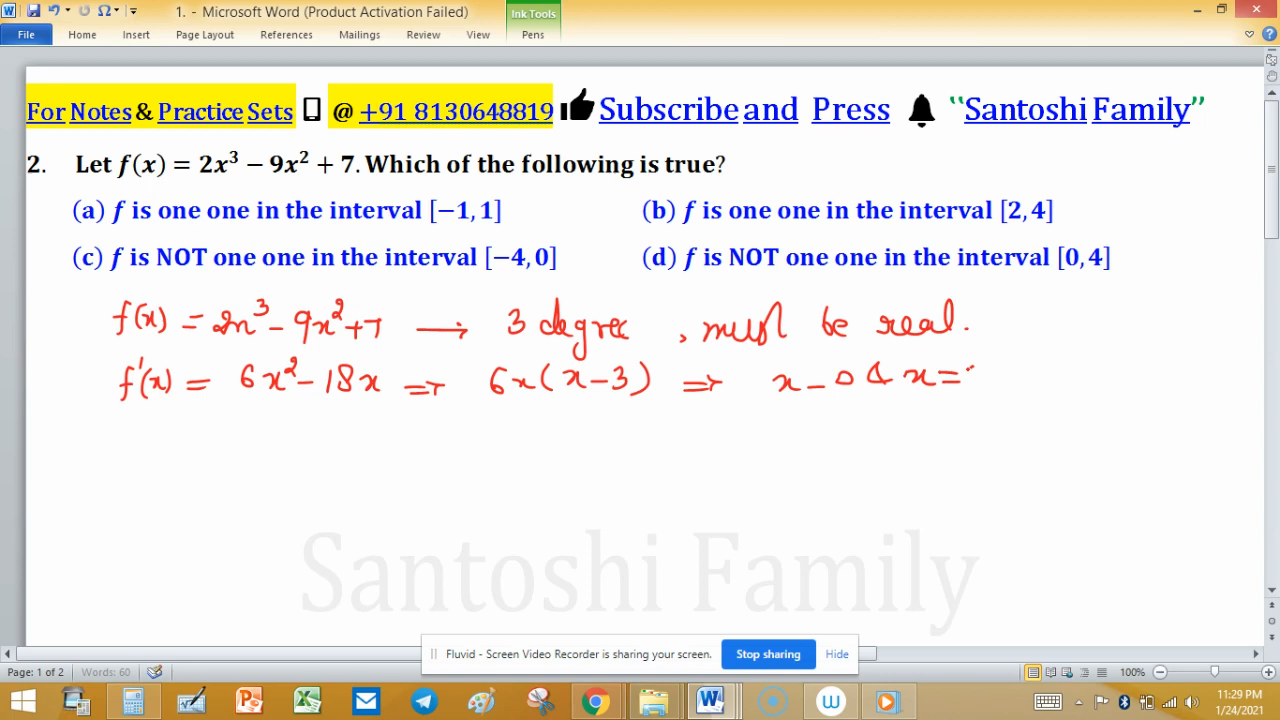 1. - Microsoft Word (Product Activation Failed)
Ink Tools
File Home Insert Page Layout References Mailings Review View Pens
For Notes & Practice Sets @ +91 8130648819 Subscribe and Press "Santoshi Family"
2. Let f(x) = 2x³ − 9x² + 7. Which of the following is true?
(a) f is one one in the interval [−1, 1] (b) f is one one in the interval [2, 4]
(c) f is NOT one one in the interval [−4, 0] (d) f is NOT one one in the interval [0, 4]
f(x) = 2x³ − 9x² + 7 → 3 degree, must be real.
f'(x) = 6x² − 18x ⇒ 6x(x − 3) ⇒ x − 0 & x =
Santoshi Family
Fluvid - Screen Video Recorder is sharing your screen. Stop sharing Hide
Page: 1 of 2 Words: 60 100%
11:29 PM
1/24/2021